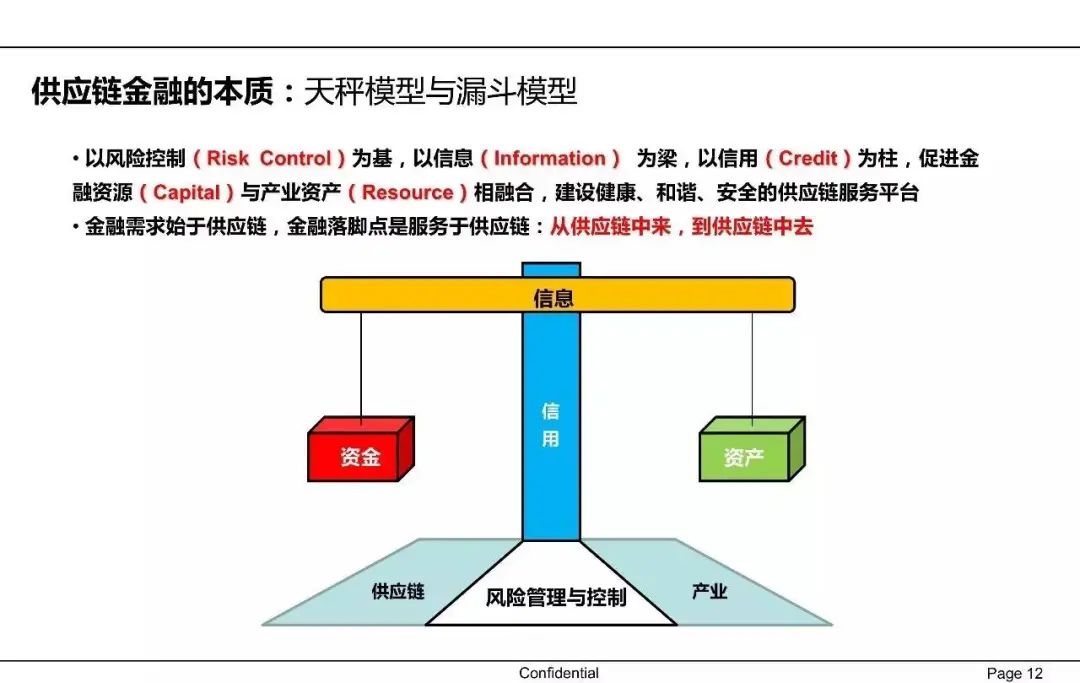 供应链金融的本质：天秤模型与漏斗模型
• 以风险控制（Risk Control）为基，以信息（Information） 为梁，以信用（Credit）为柱，促进金
融资源（Capital）与产业资产（Resource）相融合，建设健康、和谐、安全的供应链服务平台
• 金融需求始于供应链，金融落脚点是服务于供应链：从供应链中来，到供应链中去
信息
信用
资金
资产
供应链
风险管理与控制
产业
Confidential
Page 12